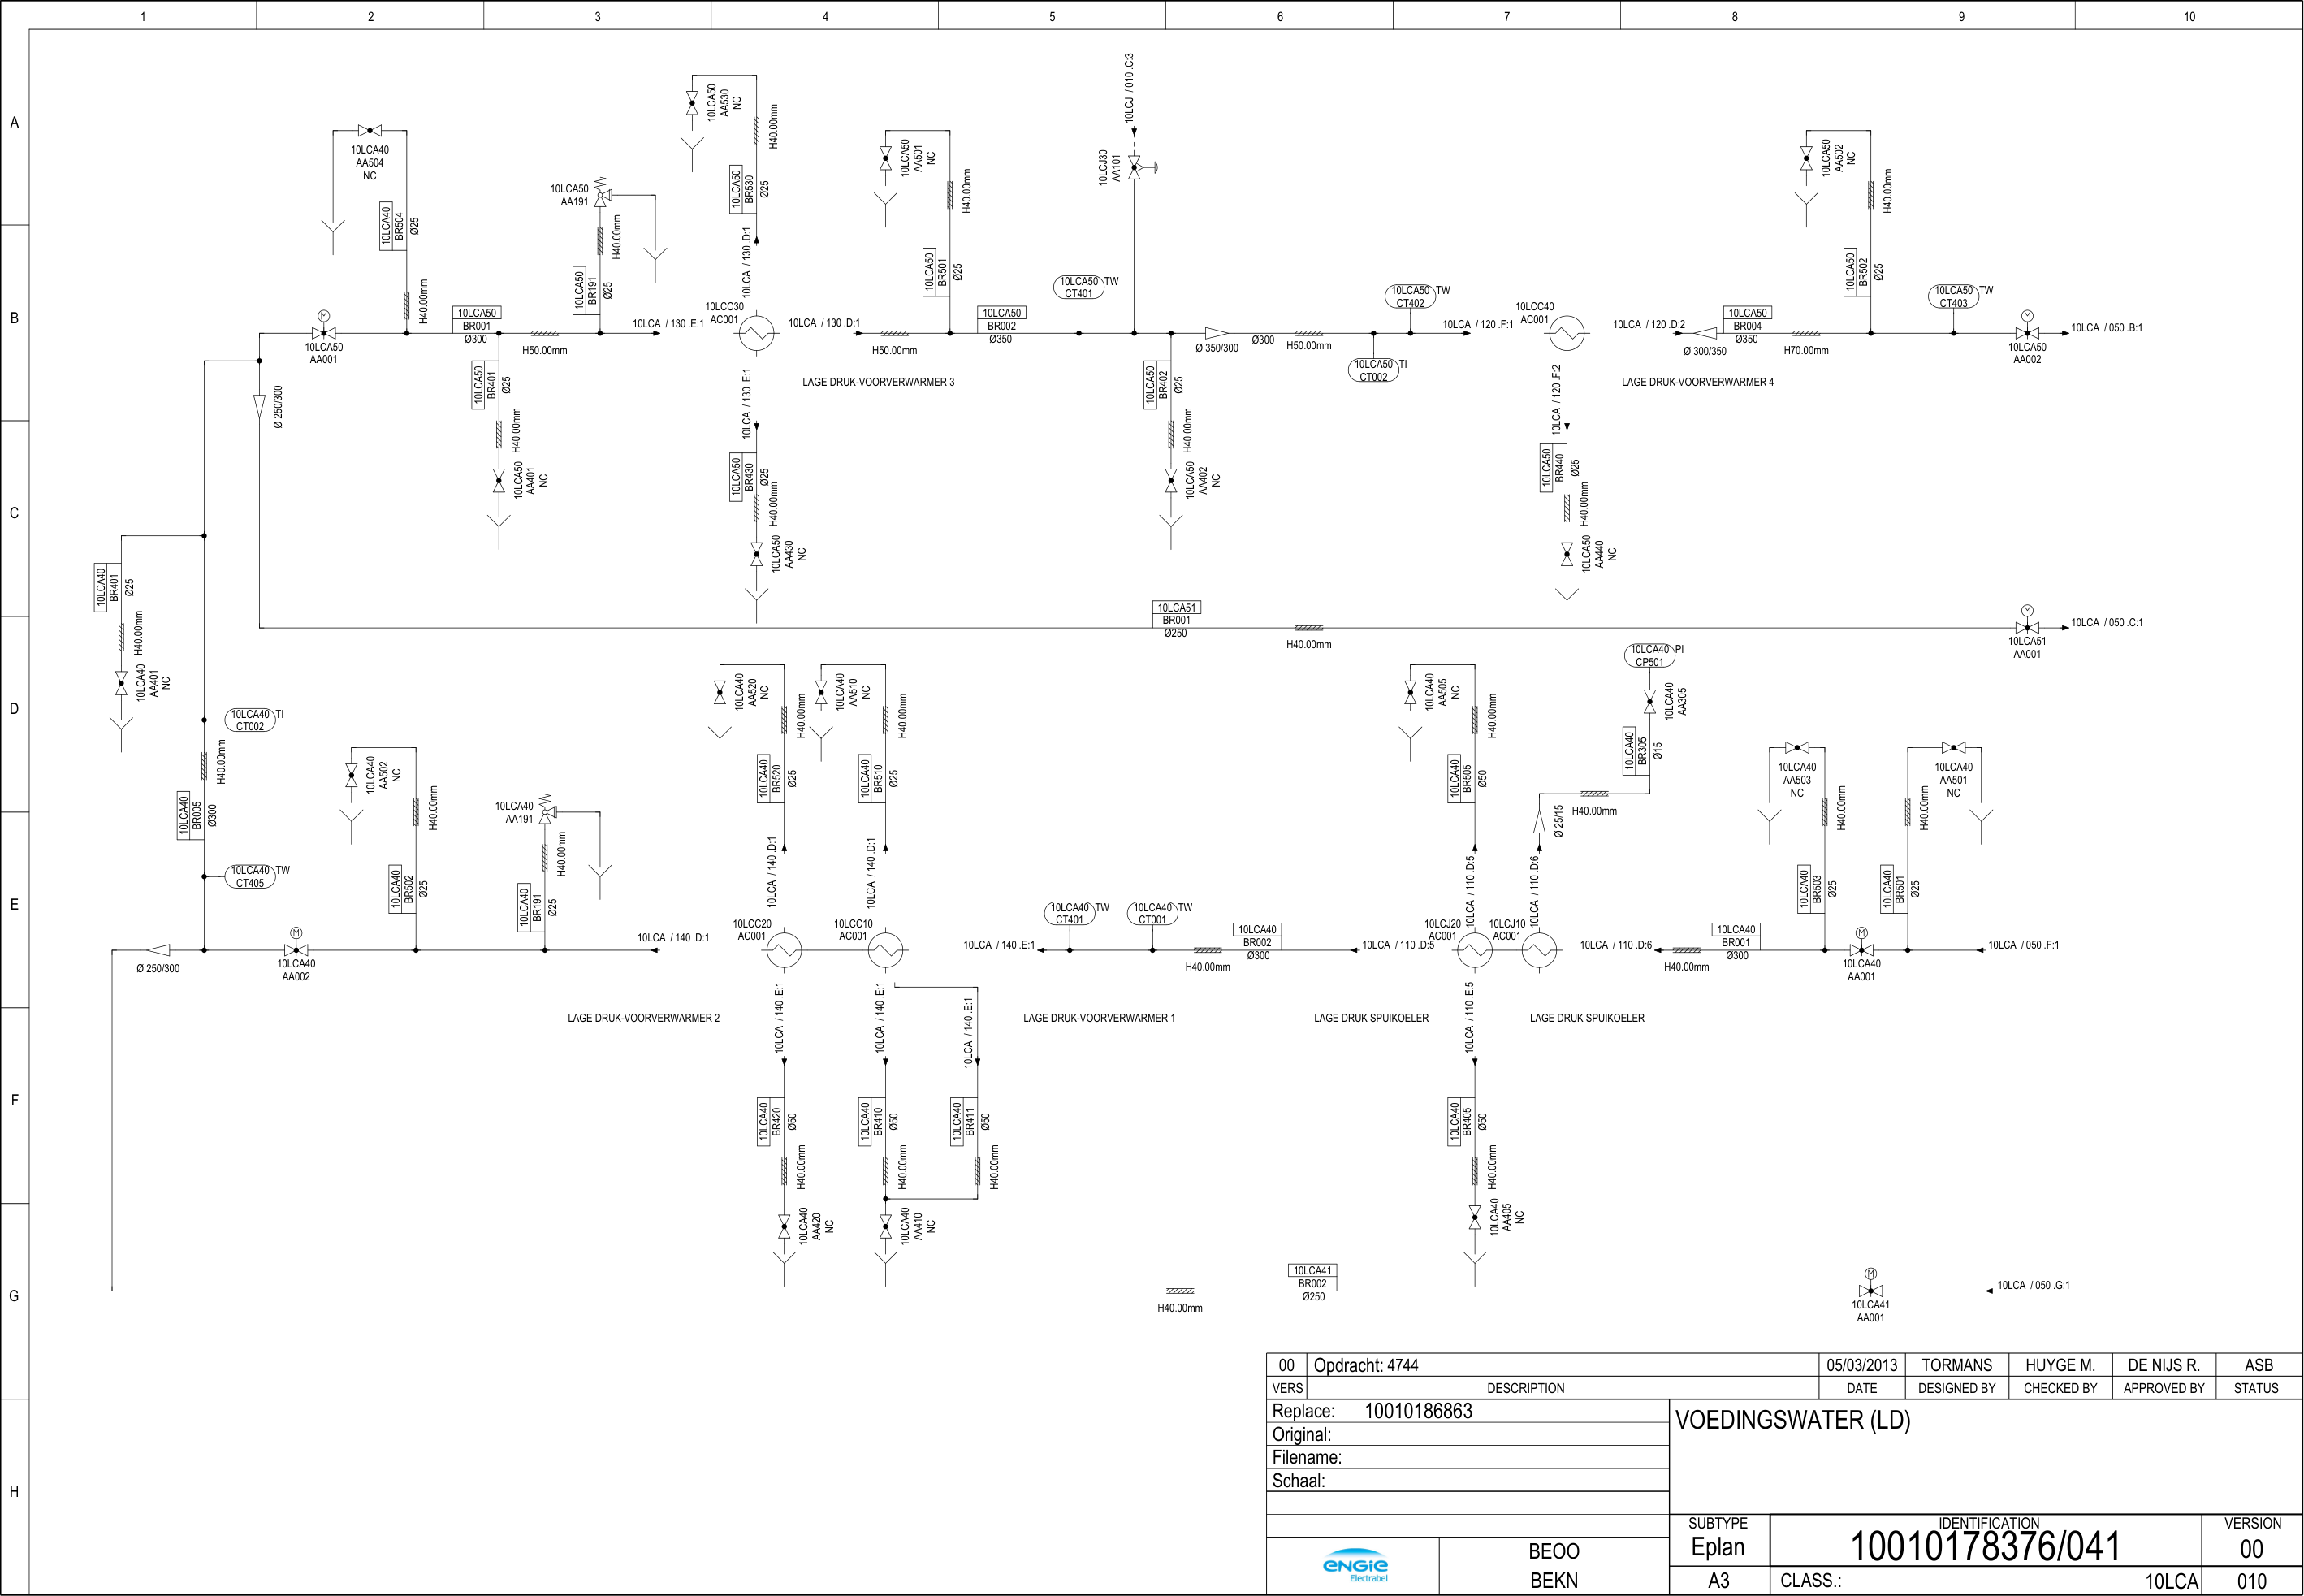 1 2 3 4 5 6 7 8 9 10
A
B
C
D
E
F
G
H
10LCA40
AA504
NC
10LCA40
BR504
Ø25
H40.00mm
10LCA50
AA191
H40.00mm
10LCA50
BR191
Ø25
10LCA50
AA530
NC
H40.00mm
10LCA50
BR530
Ø25
10LCA / 130 .D:1
10LCA50
AA501
NC
H40.00mm
10LCA50
BR501
Ø25
10LCJ / 010 .C:3
10LCJ30
AA101
10LCA50
AA502
NC
H40.00mm
10LCA50
BR502
Ø25
M
10LCA50
AA001
10LCA50
BR001
Ø300
H50.00mm
10LCA / 130 .E:1
10LCC30
AC001
10LCA / 130 .D:1
H50.00mm
10LCA50
BR002
Ø350
10LCA50 TW
CT401
Ø 350/300
Ø300
H50.00mm
10LCA50 TW
CT402
10LCA50 TI
CT002
10LCA / 120 .F:1
10LCC40
AC001
10LCA / 120 .D:2
Ø 300/350
10LCA50
BR004
Ø350
H70.00mm
10LCA50 TW
CT403
M
10LCA50
AA002
10LCA / 050 .B:1
LAGE DRUK-VOORVERWARMER 3
LAGE DRUK-VOORVERWARMER 4
Ø 250/300
10LCA50
BR401
Ø25
H40.00mm
10LCA50
AA401
NC
10LCA / 130 .E:1
10LCA50
BR430
Ø25
H40.00mm
10LCA50
AA430
NC
10LCA50
BR402
Ø25
H40.00mm
10LCA50
AA402
NC
10LCA / 120 .F:2
10LCA50
BR440
Ø25
H40.00mm
10LCA50
AA440
NC
10LCA40
BR401
Ø25
H40.00mm
10LCA40
AA401
NC
10LCA51
BR001
Ø250
H40.00mm
M
10LCA51
AA001
10LCA / 050 .C:1
10LCA40 TI
CT002
H40.00mm
10LCA40
BR005
Ø300
10LCA40 TW
CT405
10LCA40
AA502
NC
H40.00mm
10LCA40
BR502
Ø25
10LCA40
AA191
H40.00mm
10LCA40
BR191
Ø25
10LCA40
AA520
NC
H40.00mm
10LCA40
BR520
Ø25
10LCA / 140 .D:1
10LCA40
AA510
NC
H40.00mm
10LCA40
BR510
Ø25
10LCA / 140 .D:1
10LCA40
AA505
NC
H40.00mm
10LCA40
BR505
Ø50
10LCA / 110 .D:5
10LCA40 PI
CP501
10LCA40
AA305
10LCA40
BR305
Ø15
H40.00mm
Ø 25/15
10LCA / 110 .D:6
10LCA40
AA503
NC
H40.00mm
10LCA40
BR503
Ø25
10LCA40
AA501
NC
H40.00mm
10LCA40
BR501
Ø25
Ø 250/300
M
10LCA40
AA002
10LCA / 140 .D:1
10LCC20
AC001
10LCC10
AC001
10LCA / 140 .E:1
10LCA40 TW
CT401
10LCA40 TW
CT001
H40.00mm
10LCA40
BR002
Ø300
10LCA / 110 .D:5
10LCJ20
AC001
10LCJ10
AC001
10LCA / 110 .D:6
H40.00mm
10LCA40
BR001
Ø300
M
10LCA40
AA001
10LCA / 050 .F:1
LAGE DRUK-VOORVERWARMER 2
LAGE DRUK-VOORVERWARMER 1
LAGE DRUK SPUIKOELER
LAGE DRUK SPUIKOELER
10LCA / 140 .E:1
10LCA40
BR420
Ø50
H40.00mm
10LCA40
AA420
NC
10LCA / 140 .E:1
10LCA40
BR410
Ø50
H40.00mm
10LCA40
AA410
NC
10LCA / 140 .E:1
10LCA40
BR411
Ø50
H40.00mm
10LCA / 110 .E:5
10LCA40
BR405
Ø50
H40.00mm
10LCA40
AA405
NC
H40.00mm
10LCA41
BR002
Ø250
M
10LCA41
AA001
10LCA / 050 .G:1
00 Opdracht: 4744 05/03/2013 TORMANS HUYGE M. DE NIJS R. ASB
VERS DESCRIPTION DATE DESIGNED BY CHECKED BY APPROVED BY STATUS
Replace: 10010186863
Original:
Filename:
Schaal:
VOEDINGSWATER (LD)
ENGIE
Electrabel
BEOO
BEKN
SUBTYPE
Eplan
A3
IDENTIFICATION
10010178376/041
CLASS.: 10LCA
VERSION
00
010